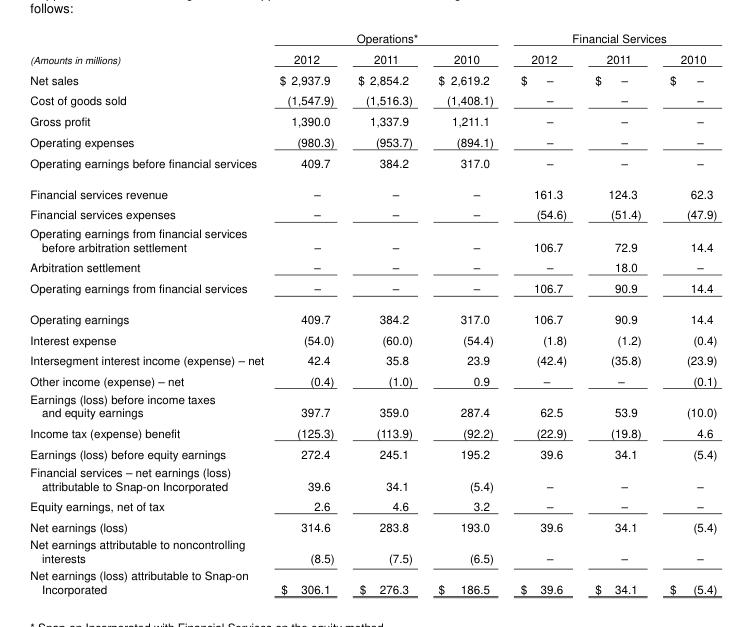 follows:
Operations* Financial Services
(Amounts in millions) 2012 2011 2010 2012 2011 2010
Net sales $ 2,937.9 $ 2,854.2 $ 2,619.2 $ – $ – $ –
Cost of goods sold (1,547.9) (1,516.3) (1,408.1) – – –
Gross profit 1,390.0 1,337.9 1,211.1 – – –
Operating expenses (980.3) (953.7) (894.1) – – –
Operating earnings before financial services 409.7 384.2 317.0 – – –
Financial services revenue – – – 161.3 124.3 62.3
Financial services expenses – – – (54.6) (51.4) (47.9)
Operating earnings from financial services
before arbitration settlement – – – 106.7 72.9 14.4
Arbitration settlement – – – – 18.0 –
Operating earnings from financial services – – – 106.7 90.9 14.4
Operating earnings 409.7 384.2 317.0 106.7 90.9 14.4
Interest expense (54.0) (60.0) (54.4) (1.8) (1.2) (0.4)
Intersegment interest income (expense) – net 42.4 35.8 23.9 (42.4) (35.8) (23.9)
Other income (expense) – net (0.4) (1.0) 0.9 – – (0.1)
Earnings (loss) before income taxes
and equity earnings 397.7 359.0 287.4 62.5 53.9 (10.0)
Income tax (expense) benefit (125.3) (113.9) (92.2) (22.9) (19.8) 4.6
Earnings (loss) before equity earnings 272.4 245.1 195.2 39.6 34.1 (5.4)
Financial services – net earnings (loss)
attributable to Snap-on Incorporated 39.6 34.1 (5.4) – – –
Equity earnings, net of tax 2.6 4.6 3.2 – – –
Net earnings (loss) 314.6 283.8 193.0 39.6 34.1 (5.4)
Net earnings attributable to noncontrolling
interests (8.5) (7.5) (6.5) – – –
Net earnings (loss) attributable to Snap-on
Incorporated $ 306.1 $ 276.3 $ 186.5 $ 39.6 $ 34.1 $ (5.4)
* Snap-on Incorporated with Financial Services on the equity method